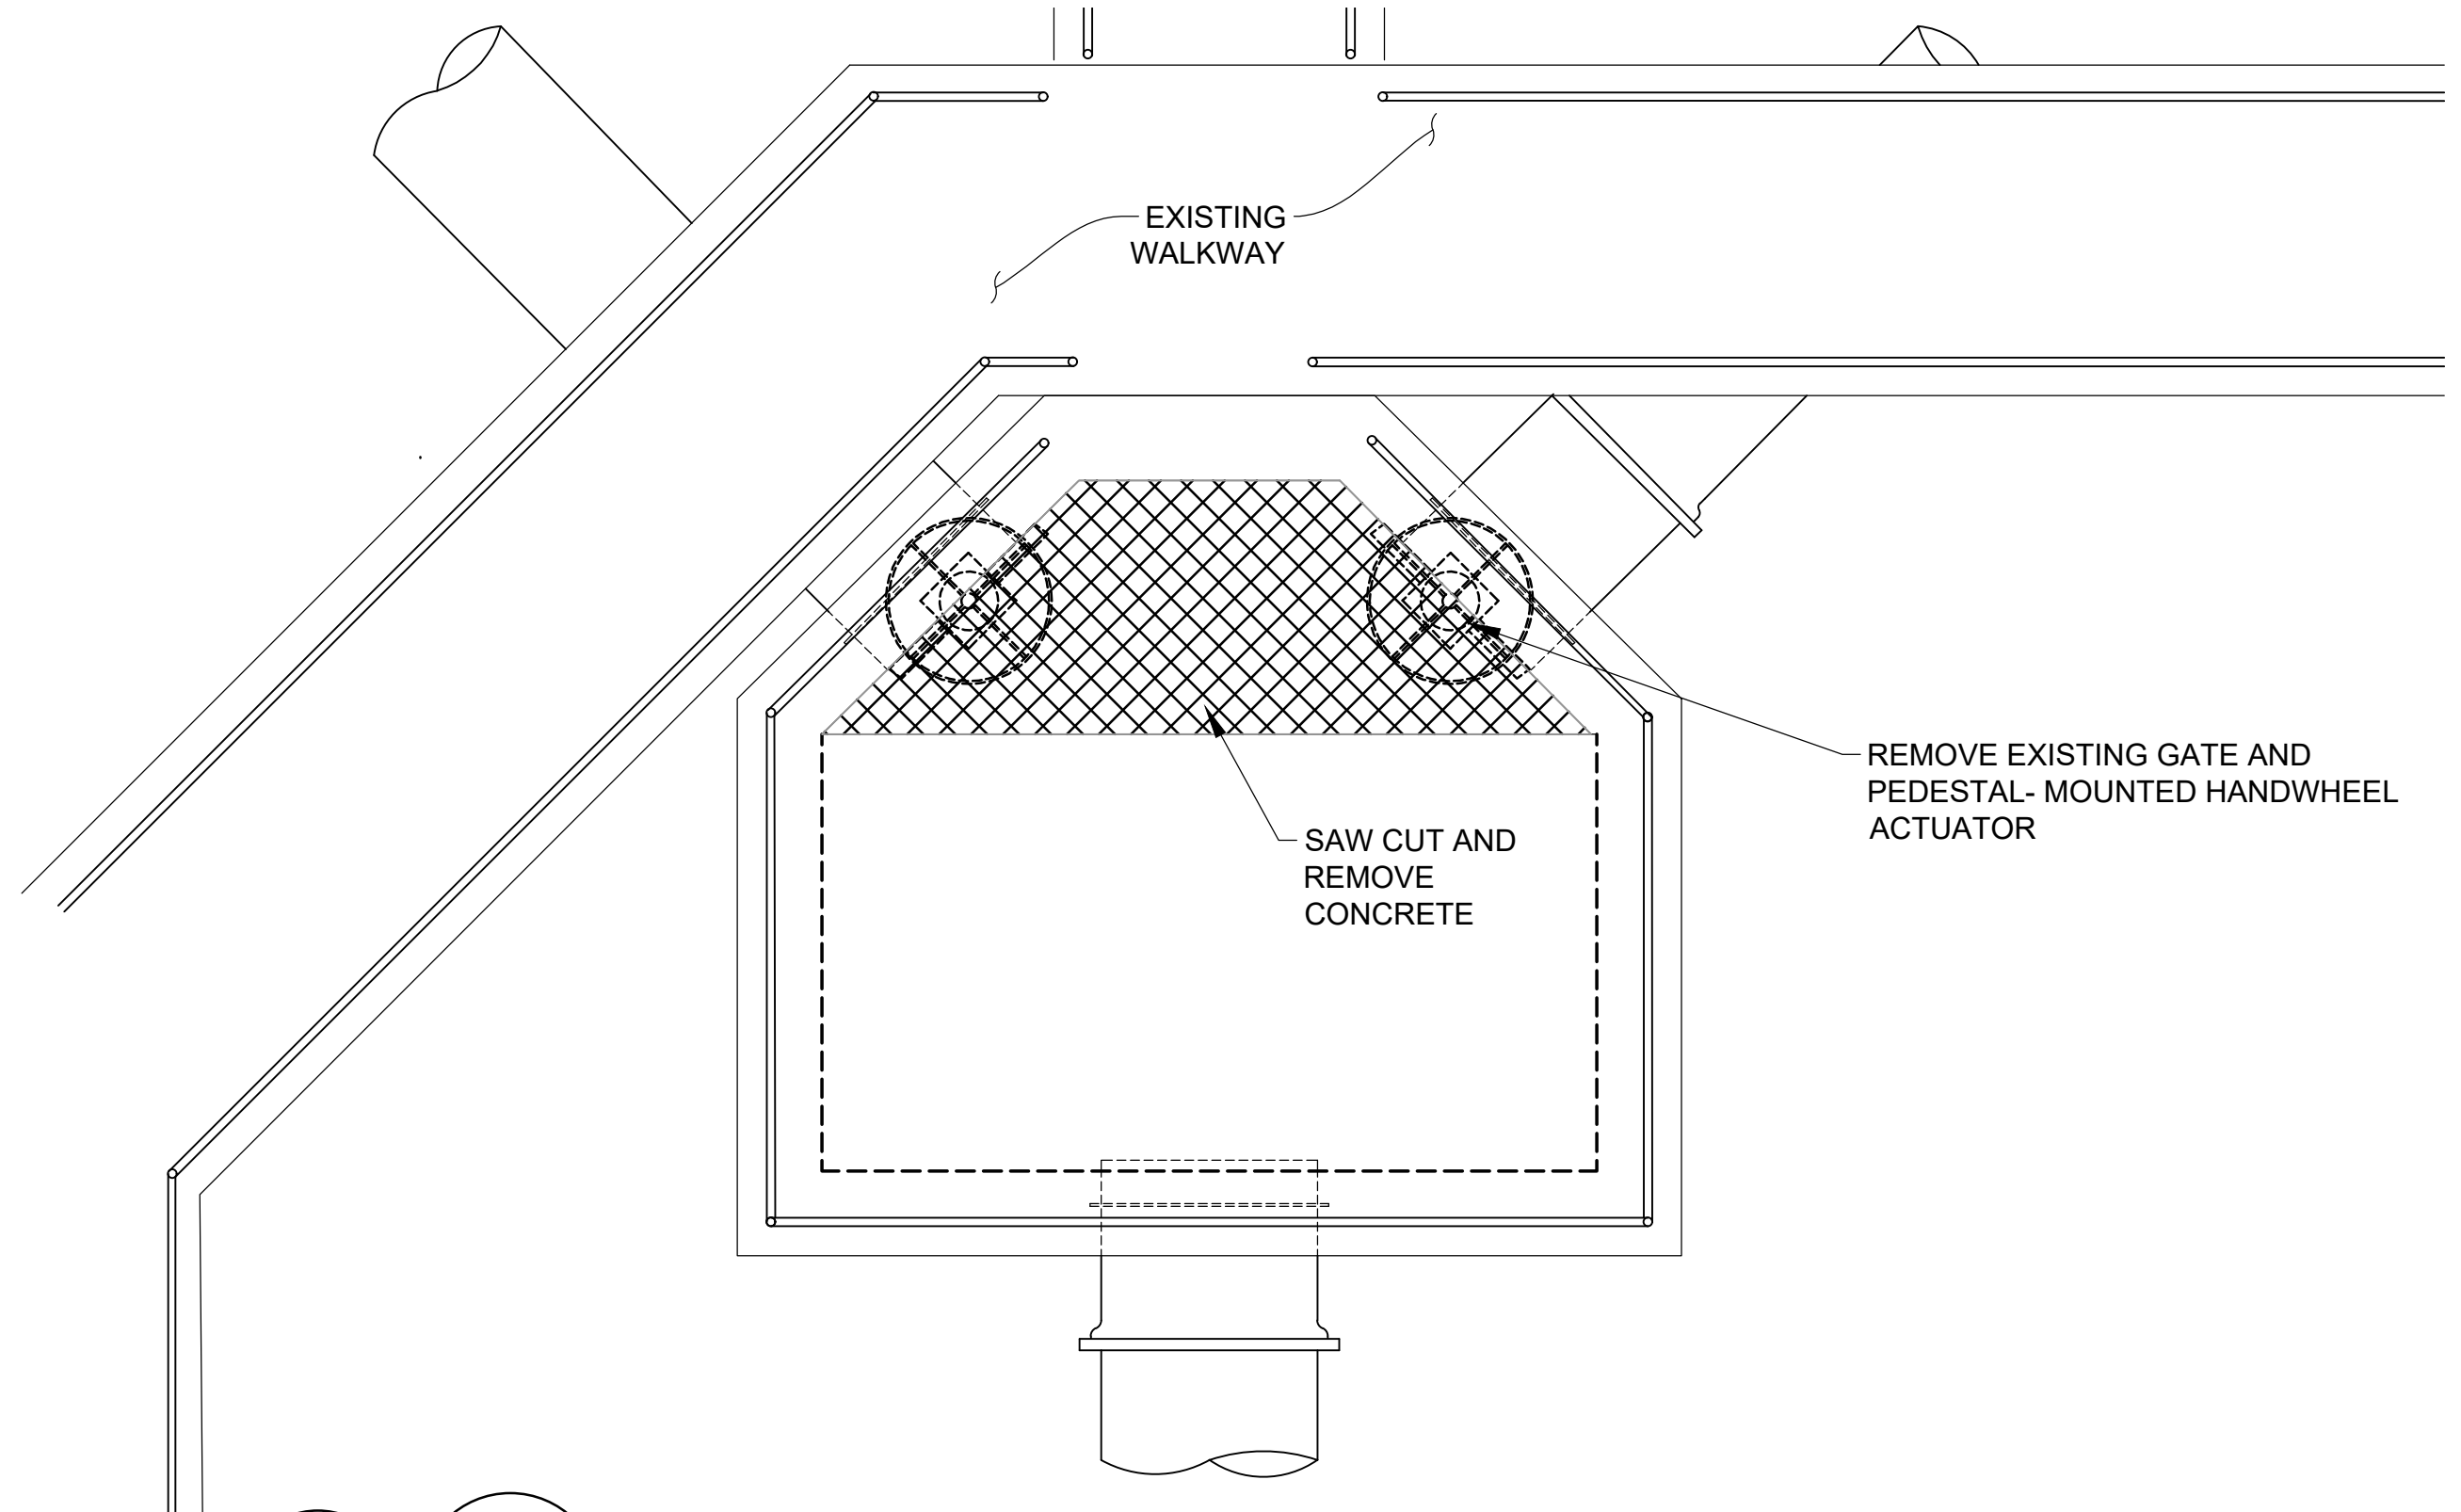 EXISTING
WALKWAY
REMOVE EXISTING GATE AND
PEDESTAL- MOUNTED HANDWHEEL
ACTUATOR
SAW CUT AND
REMOVE
CONCRETE